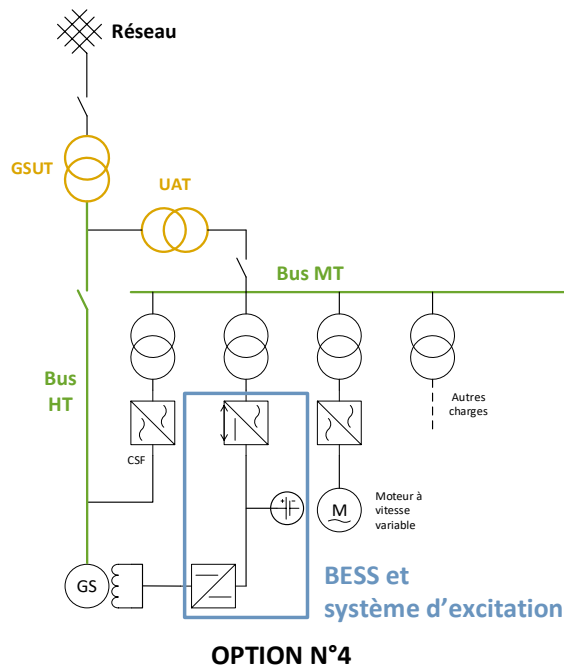 Réseau
GSUT
UAT
Bus MT
Bus
HT
CSF
Autres
charges
M
Moteur à
vitesse
variable
GS
BESS et
système d'excitation
OPTION N°4